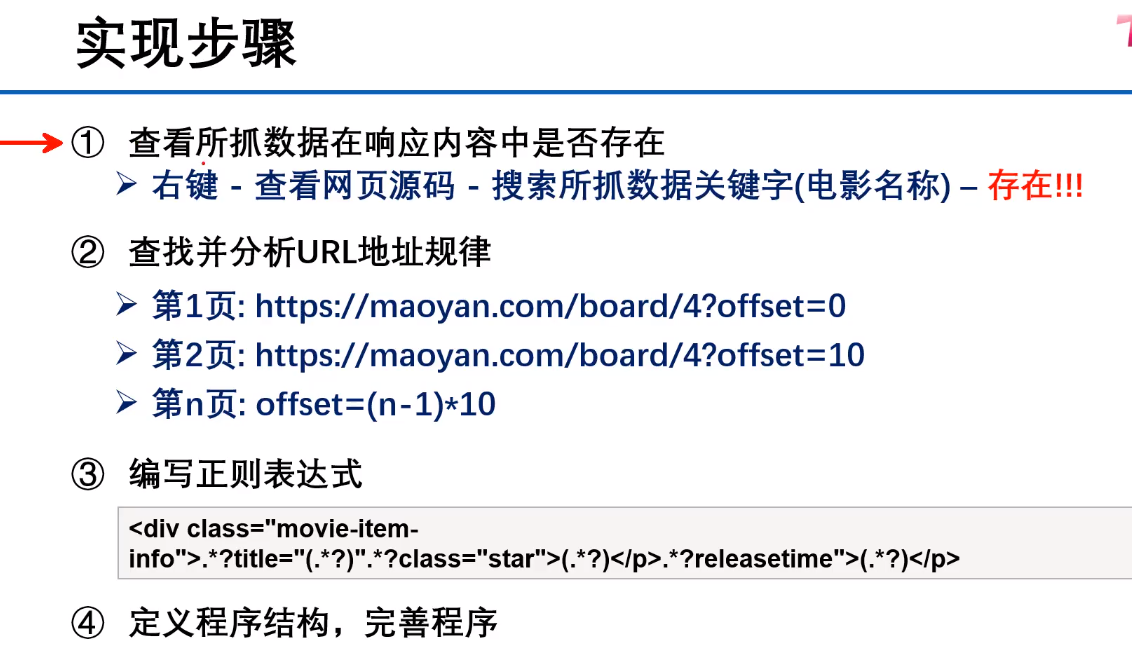 实现步骤
① 查看所抓数据在响应内容中是否存在
➢ 右键 - 查看网页源码 - 搜索所抓数据关键字(电影名称) – 存在!!!
② 查找并分析URL地址规律
➢ 第1页: https://maoyan.com/board/4?offset=0
➢ 第2页: https://maoyan.com/board/4?offset=10
➢ 第n页: offset=(n-1)*10
③ 编写正则表达式
<div class="movie-item-
info">.*?title="(.*?)".*?class="star">(.*?)</p>.*?releasetime">(.*?)</p>
④ 定义程序结构，完善程序